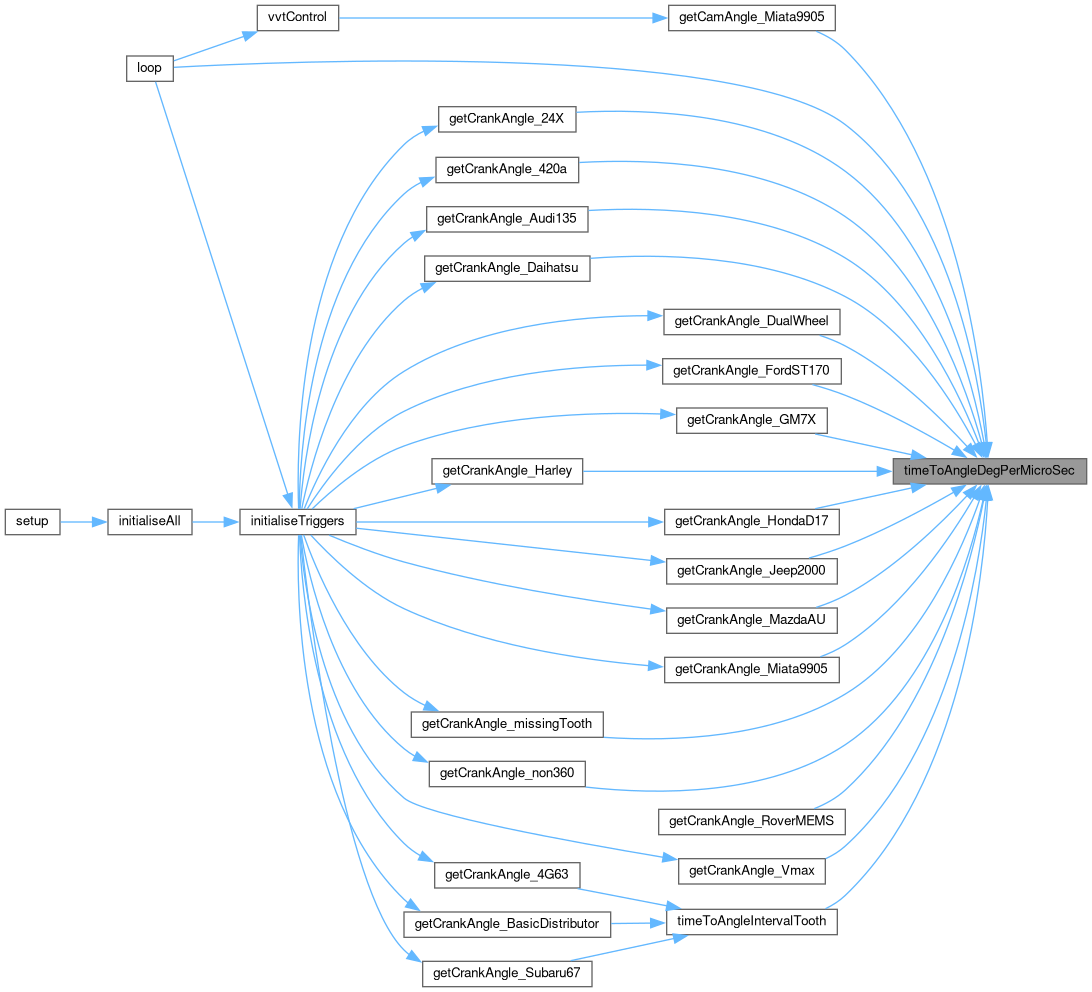 vvtControl
getCamAngle_Miata9905
loop
getCrankAngle_24X
getCrankAngle_420a
getCrankAngle_Audi135
getCrankAngle_Daihatsu
getCrankAngle_DualWheel
getCrankAngle_FordST170
getCrankAngle_GM7X
getCrankAngle_Harley
timeToAngleDegPerMicroSec
setup
initialiseAll
initialiseTriggers
getCrankAngle_HondaD17
getCrankAngle_Jeep2000
getCrankAngle_MazdaAU
getCrankAngle_Miata9905
getCrankAngle_missingTooth
getCrankAngle_non360
getCrankAngle_RoverMEMS
getCrankAngle_Vmax
getCrankAngle_4G63
timeToAngleIntervalTooth
getCrankAngle_BasicDistributor
getCrankAngle_Subaru67